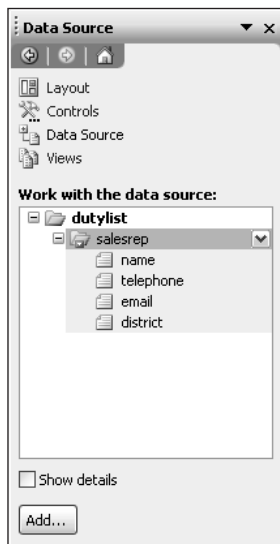 Data Source
Layout
Controls
Data Source
Views
Work with the data source:
dutylist
salesrep
name
telephone
email
district
Show details
Add...